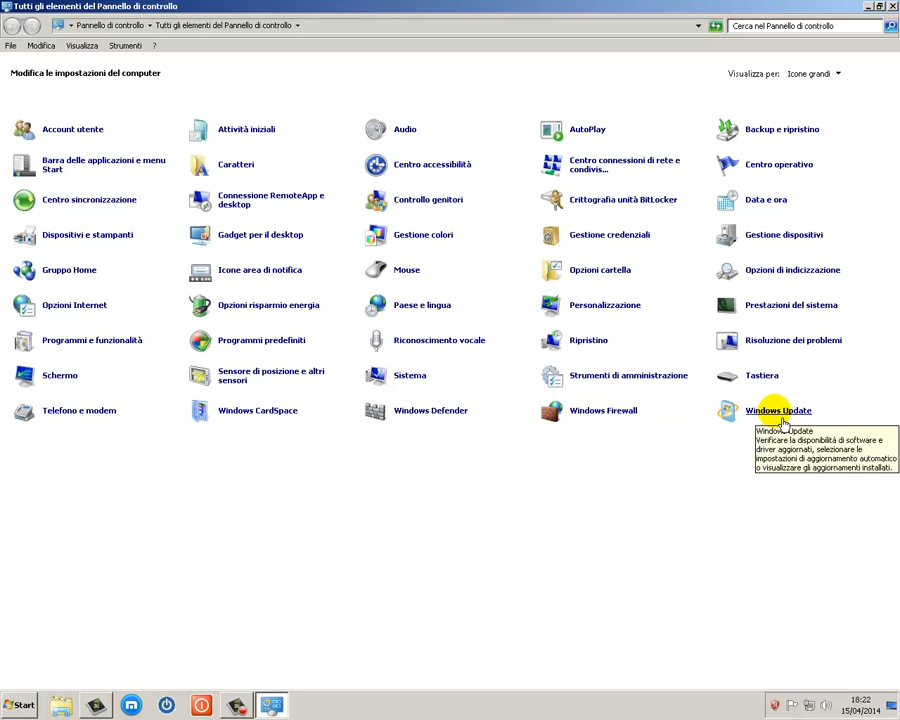 Tutti gli elementi del Pannello di controllo
Pannello di controllo
Tutti gli elementi del Pannello di controllo
Cerca nel Pannello di controllo
File Modifica Visualizza Strumenti ?
Modifica le impostazioni del computer
Visualizza per: Icone grandi
Account utente
Attività iniziali
Audio
AutoPlay
Backup e ripristino
Barra delle applicazioni e menu
Start
Caratteri
Centro accessibilità
Centro connessioni di rete e
condivis...
Centro operativo
Centro sincronizzazione
Connessione RemoteApp e
desktop
Controllo genitori
Crittografia unità BitLocker
Data e ora
Dispositivi e stampanti
Gadget per il desktop
Gestione colori
Gestione credenziali
Gestione dispositivi
Gruppo Home
Icone area di notifica
Mouse
Opzioni cartella
Opzioni di indicizzazione
Opzioni Internet
Opzioni risparmio energia
Paese e lingua
Personalizzazione
Prestazioni del sistema
Programmi e funzionalità
Programmi predefiniti
Riconoscimento vocale
Ripristino
Risoluzione dei problemi
Schermo
Sensore di posizione e altri
sensori
Sistema
Strumenti di amministrazione
Tastiera
Telefono e modem
Windows CardSpace
Windows Defender
Windows Firewall
Windows Update
Windows Update
Verificare la disponibilità di software e
driver aggiornati, selezionare le
impostazioni di aggiornamento automatico
o visualizzare gli aggiornamenti installati.
Start
18:22
15/04/2014